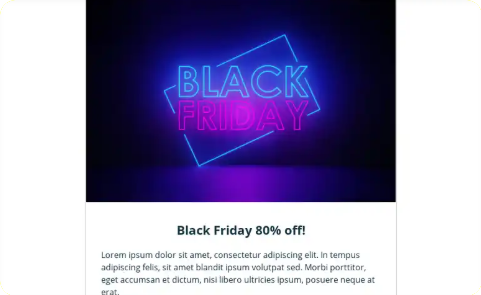 BLACK
FRIDAY
Black Friday 80% off!
Lorem ipsum dolor sit amet, consectetur adipiscing elit. In tempus
adipiscing felis, sit amet blandit ipsum volutpat sed. Morbi porttitor,
eget accumsan et dictum, nisi libero ultricies ipsum, posuere neque at
erat.